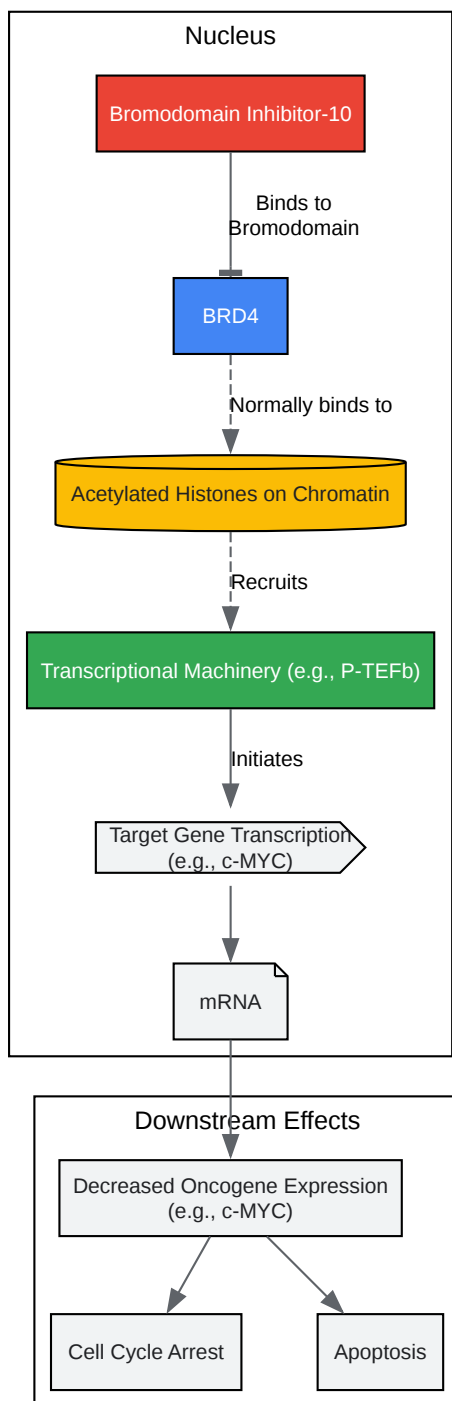 Nucleus
Bromodomain Inhibitor-10
Binds to
Bromodomain
BRD4
Normally binds to
Acetylated Histones on Chromatin
Recruits
Transcriptional Machinery (e.g., P-TEFb)
Initiates
Target Gene Transcription
(e.g., c-MYC)
mRNA
Downstream Effects
Decreased Oncogene Expression
(e.g., c-MYC)
Cell Cycle Arrest
Apoptosis